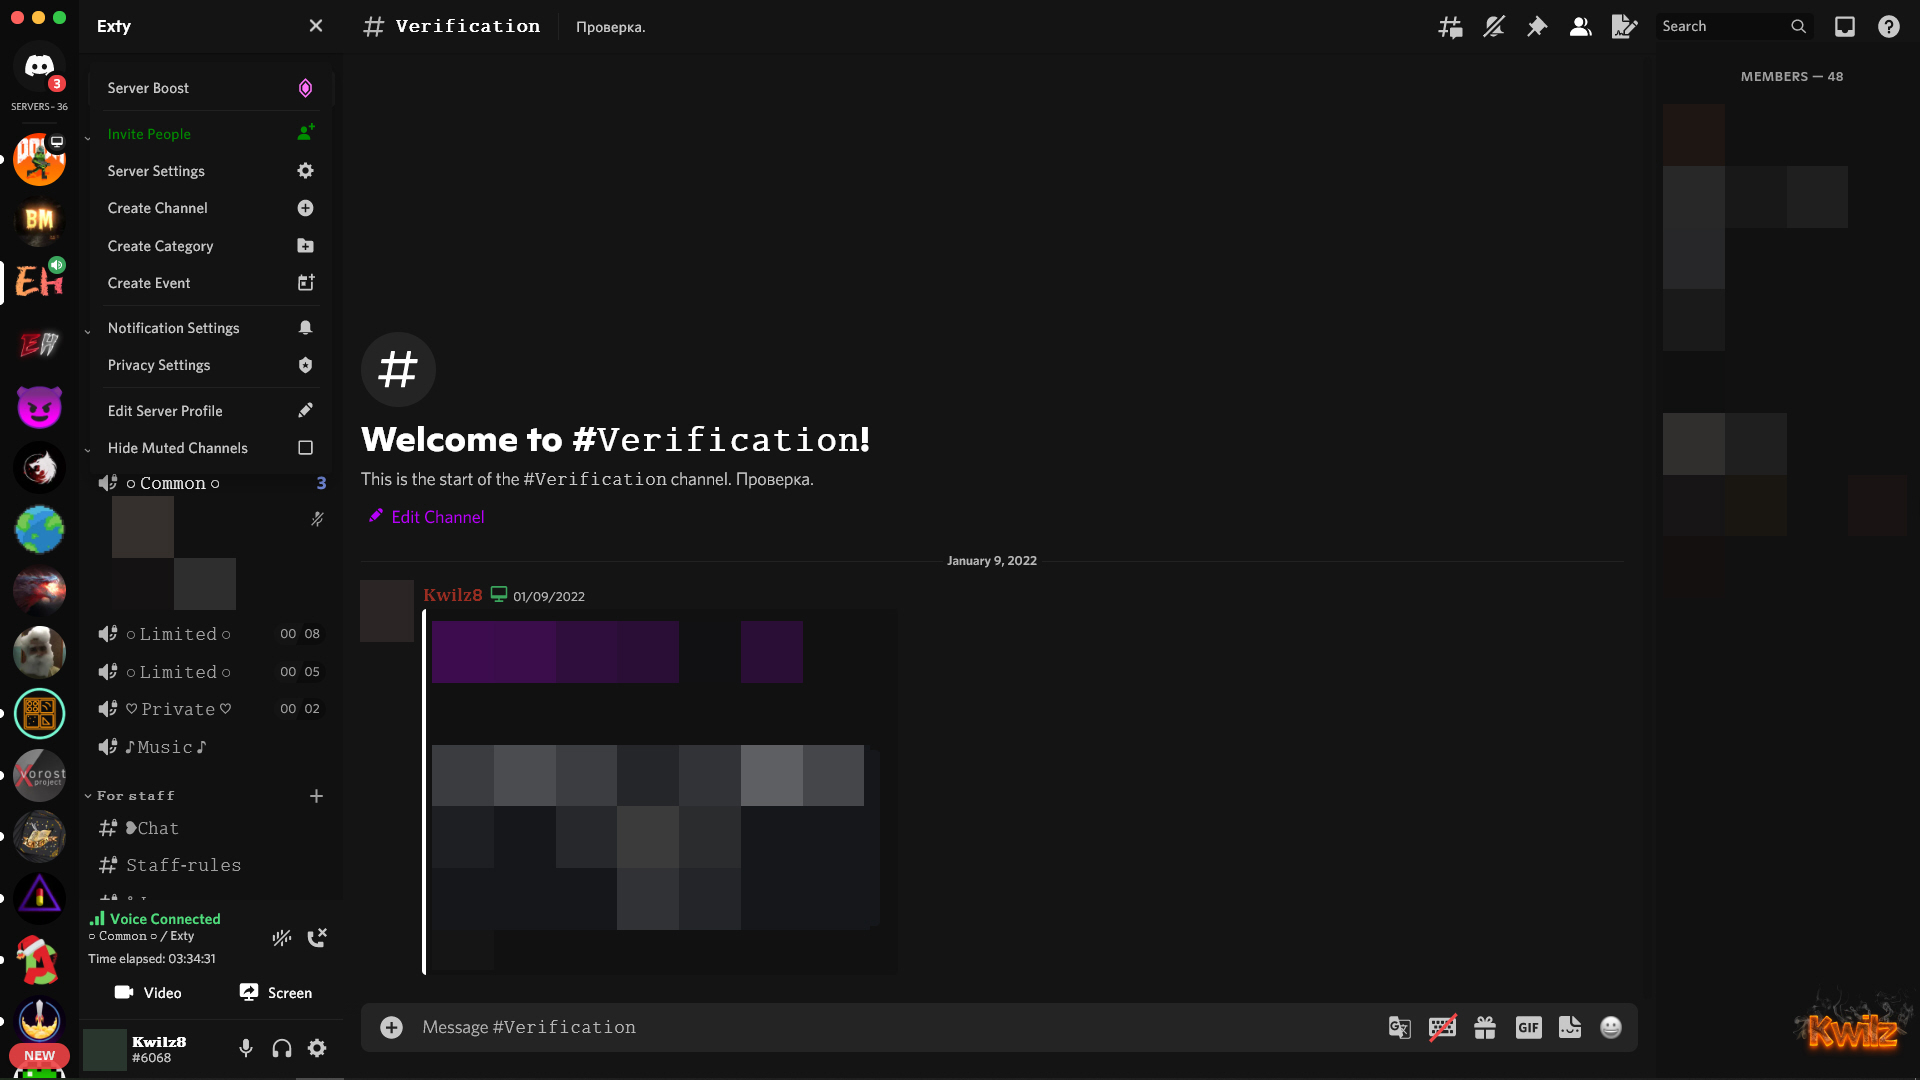 Exty
# Verification
Проверка.
Search
3
SERVERS - 36
MEMBERS — 48
Server Boost
Invite People
Server Settings
Create Channel
Create Category
Create Event
Notification Settings
Privacy Settings
Edit Server Profile
Hide Muted Channels
DOOM
BM
EH
EH
○ Common ○
3
○ Limited ○
00 08
○ Limited ○
00 05
♡ Private ♡
00 02
♪ Music ♪
For staff
❥Chat
Staff-rules
Xorost
project
#
Welcome to #Verification!
This is the start of the #Verification channel. Проверка.
Edit Channel
January 9, 2022
Kwilz8
01/09/2022
Voice Connected
○ Common ○ / Exty
Time elapsed: 03:34:31
Video
Screen
NEW
Kwilz8
#6068
Message #Verification
GIF
Kwilz